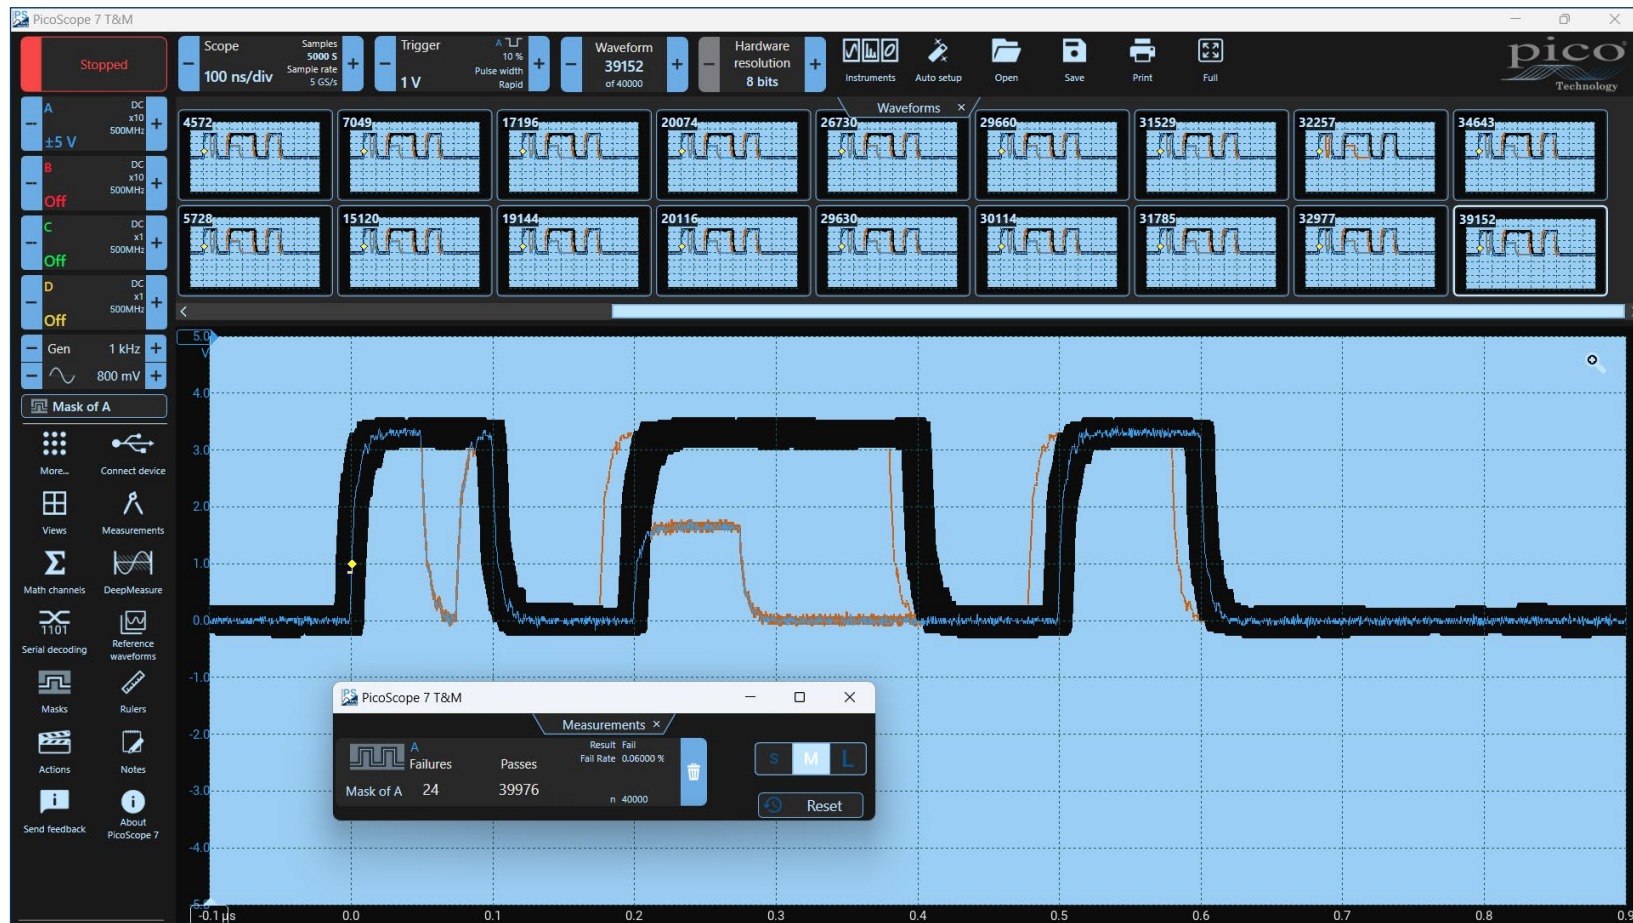 PicoScope 7 T&M
Stopped
Scope
100 ns/div
Samples
5000 S
Sample rate
5 GS/s
Trigger
1 V
A
10 %
Pulse width
Rapid
Waveform
39152
of 40000
Hardware
resolution
8 bits
Instruments
Auto setup
Open
Save
Print
Full
pico
Technology
A
DC
x10
500MHz
±5 V
B
DC
x10
500MHz
Off
C
DC
x1
500MHz
Off
D
DC
x1
500MHz
Off
Gen
1 kHz
800 mV
Mask of A
More...
Connect device
Views
Measurements
Math channels
DeepMeasure
1101
Serial decoding
Reference
waveforms
Masks
Rulers
Actions
Notes
Send feedback
About
PicoScope 7
Waveforms ×
4572 7049 17196 20074 26730 29660 31529 32257 34643
5728 15120 19144 20116 29630 30114 31785 32977 39152
5.0
V
4.0
3.0
2.0
1.0
0.0
-1.0
-2.0
-3.0
-4.0
-5.0
-0.1 µs 0.0 0.1 0.2 0.3 0.4 0.5 0.6 0.7 0.8 0.9
PicoScope 7 T&M
Measurements ×
A
Failures Passes
Result Fail
Fail Rate 0.06000 %
Mask of A 24 39976
n 40000
S M L
Reset